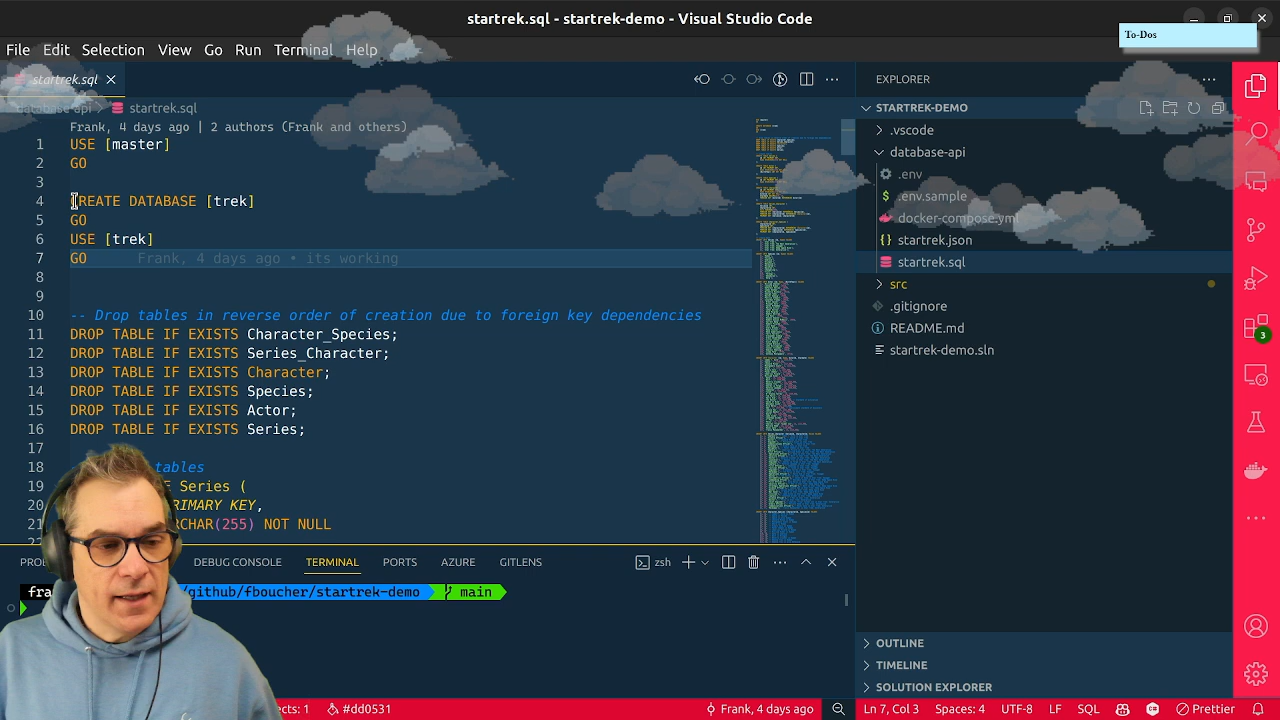 startrek.sql - startrek-demo - Visual Studio Code
To-Dos
File Edit Selection View Go Run Terminal Help
startrek.sql
database-api > startrek.sql
Frank, 4 days ago | 2 authors (Frank and others)
1 USE [master]
2 GO
3
4 CREATE DATABASE [trek]
5 GO
6 USE [trek]
7 GO Frank, 4 days ago • its working
8
9
10 -- Drop tables in reverse order of creation due to foreign key dependencies
11 DROP TABLE IF EXISTS Character_Species;
12 DROP TABLE IF EXISTS Series_Character;
13 DROP TABLE IF EXISTS Character;
14 DROP TABLE IF EXISTS Species;
15 DROP TABLE IF EXISTS Actor;
16 DROP TABLE IF EXISTS Series;
17
18 tables
19 Series (
20 PRIMARY KEY,
21 RCHAR(255) NOT NULL
EXPLORER
STARTREK-DEMO
.vscode
database-api
.env
.env.sample
docker-compose.yml
startrek.json
startrek.sql
src
.gitignore
README.md
startrek-demo.sln
3
OUTLINE
TIMELINE
SOLUTION EXPLORER
PRO DEBUG CONSOLE TERMINAL PORTS AZURE GITLENS
zsh
fra /github/fboucher/startrek-demo main
ects: 1 #dd0531 Frank, 4 days ago Ln 7, Col 3 Spaces: 4 UTF-8 LF SQL Prettier